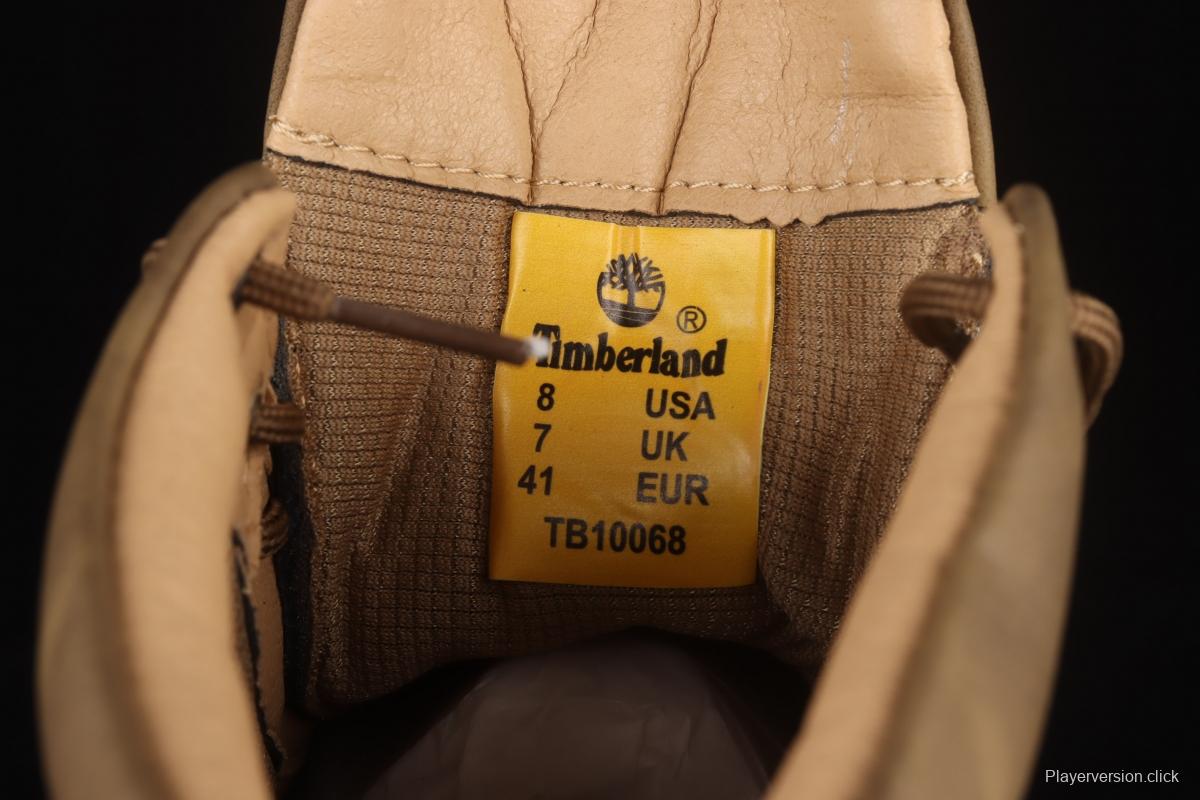 ®
Timberland
8 USA
7 UK
41 EUR
TB10068
Playerversion.click